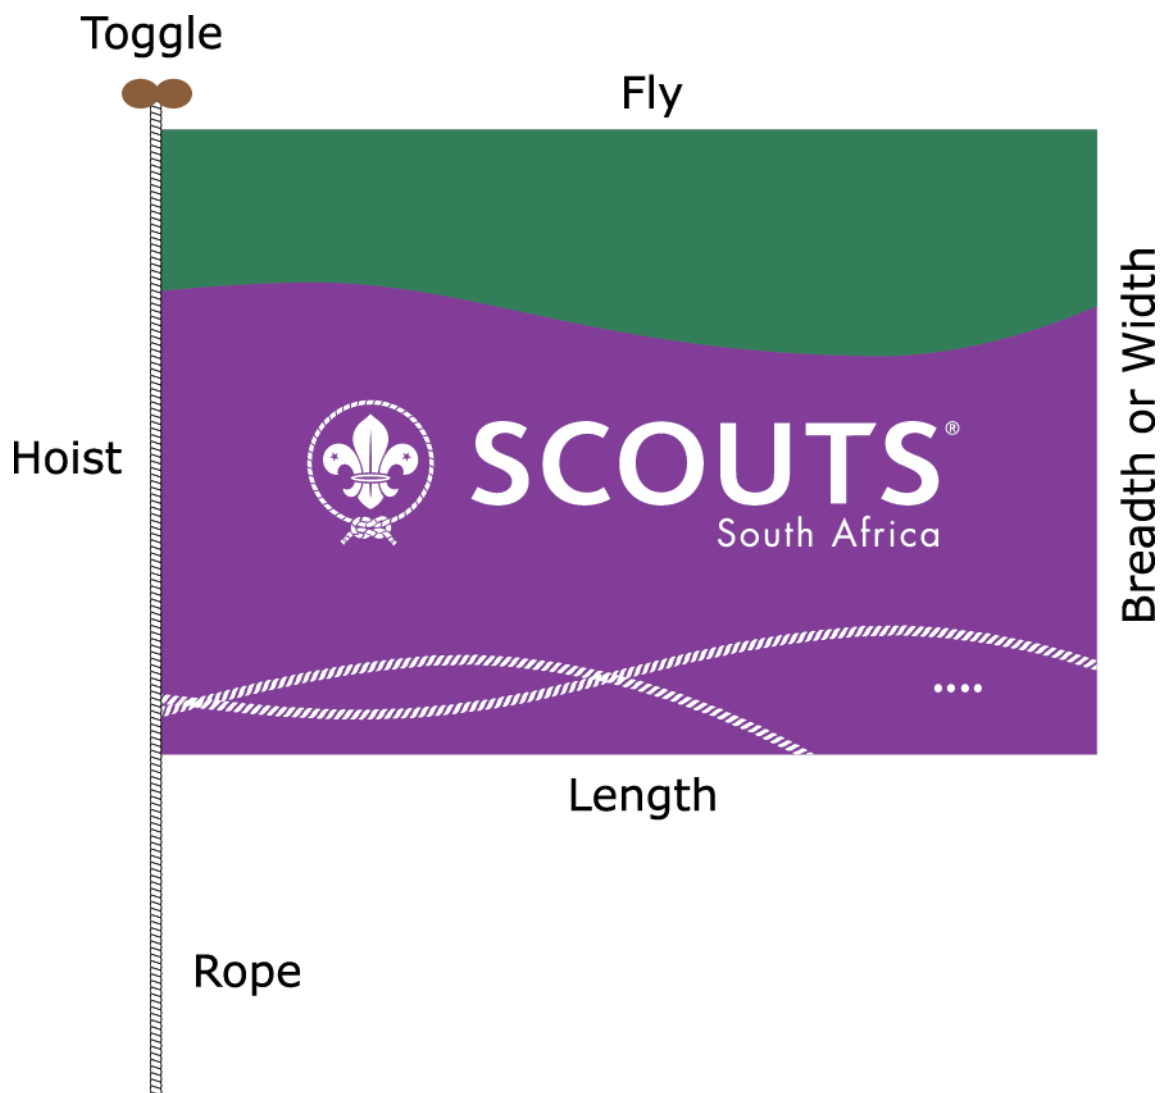 Toggle
Fly
Hoist
SCOUTS®
South Africa
Breadth or Width
Length
Rope